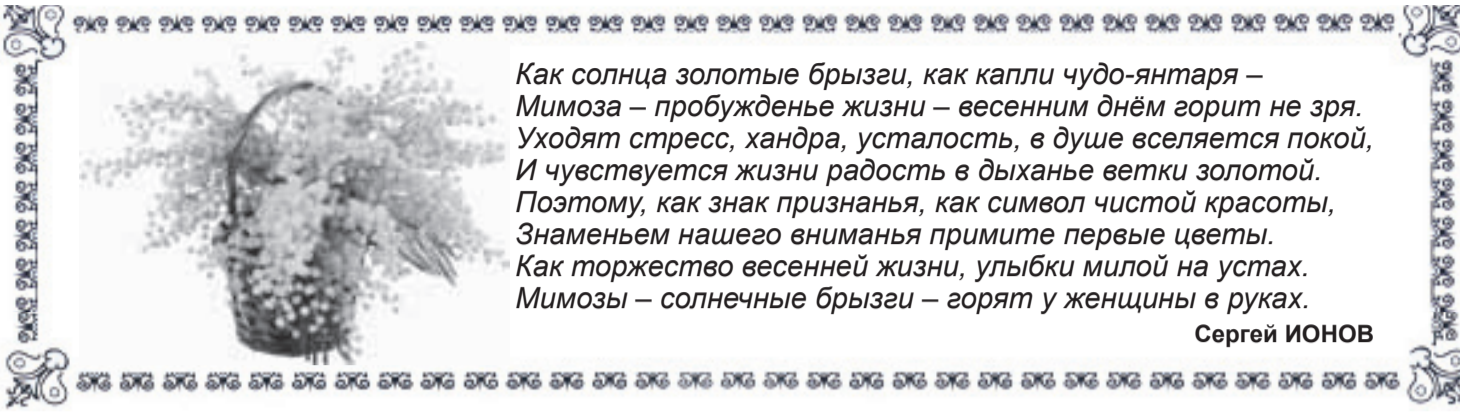 Как солнца золотые брызги, как капли чудо-янтаря –
Мимоза – пробужденье жизни – весенним днём горит не зря.
Уходят стресс, хандра, усталость, в душе вселяется покой,
И чувствуется жизни радость в дыханье ветки золотой.
Поэтому, как знак признанья, как символ чистой красоты,
Знаменьем нашего вниманья примите первые цветы.
Как торжество весенней жизни, улыбки милой на устах.
Мимозы – солнечные брызги – горят у женщины в руках.
Сергей ИОНОВ